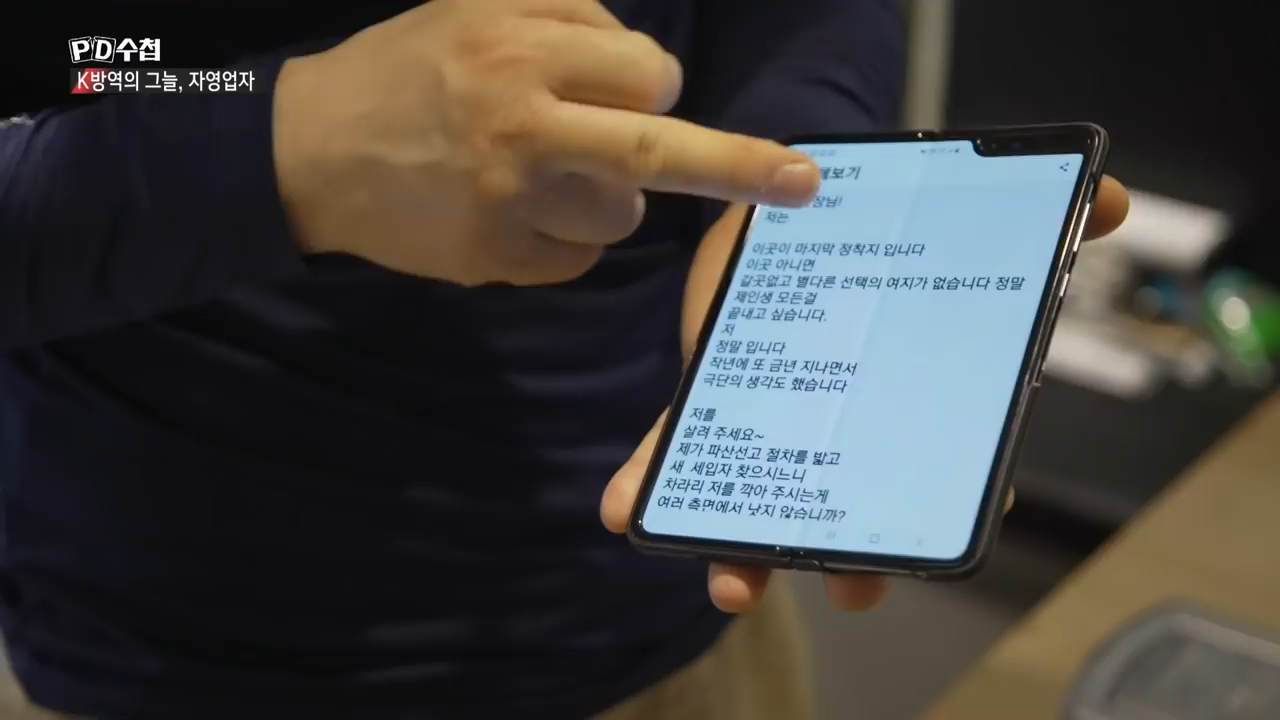 PD수첩
K방역의 그늘, 자영업자
보기
장님!
저는
이곳이 마지막 정착지 입니다
이곳 아니면
갈곳없고 별다른 선택의 여지가 없습니다 정말
제인생 모든걸
끝내고 싶습니다.
저
정말 입니다
작년에 또 금년 지나면서
극단의 생각도 했습니다
저를
살려 주세요~
제가 파산선고 절차를 밟고
새 세입자 찾으시느니
차라리 저를 깍아 주시는게
여러 측면에서 낫지 않습니까?